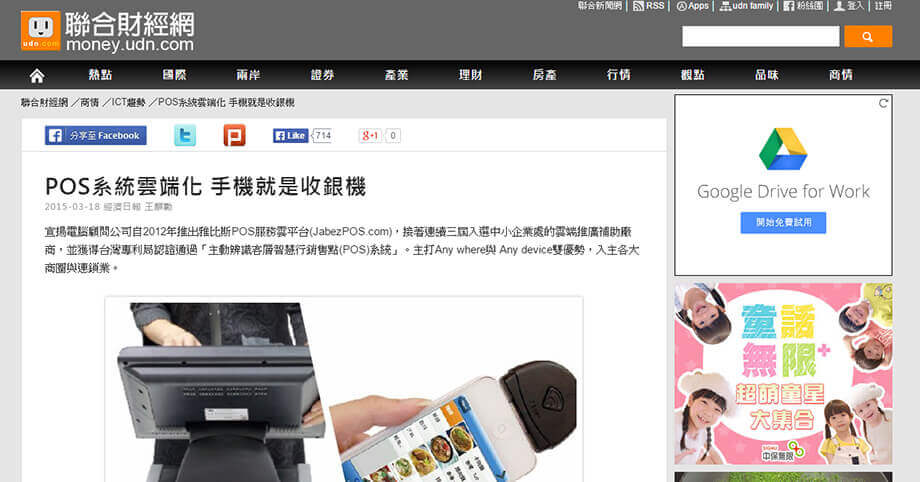 聯合新聞網 RSS Apps udn family 粉絲團 登入 註冊
udn.com
聯合財經網
money.udn.com
熱點 國際 兩岸 證券 產業 理財 房產 行情 觀點 品味 商情
聯合財經網 ／商情 ／ICT趨勢 ／POS系統雲端化 手機就是收銀機
分享至 Facebook
Like 714
g+1 0
POS系統雲端化 手機就是收銀機
2015-03-18 經濟日報
宣揚電腦顧問公司自2012年推出雅比斯POS服務雲平台(JabezPOS.com)，接著連續三屆入選中小企業處的雲端推廣補助廠
商，並獲得台灣專利局認證通過「主動辨識客層智慧行銷售點(POS)系統」。主打Any where與 Any device雙優勢，入主各大
商圈與連鎖業。
Google Drive for Work
開始免費試用
童話
無限+
超萌童星
大集合
中保無限+